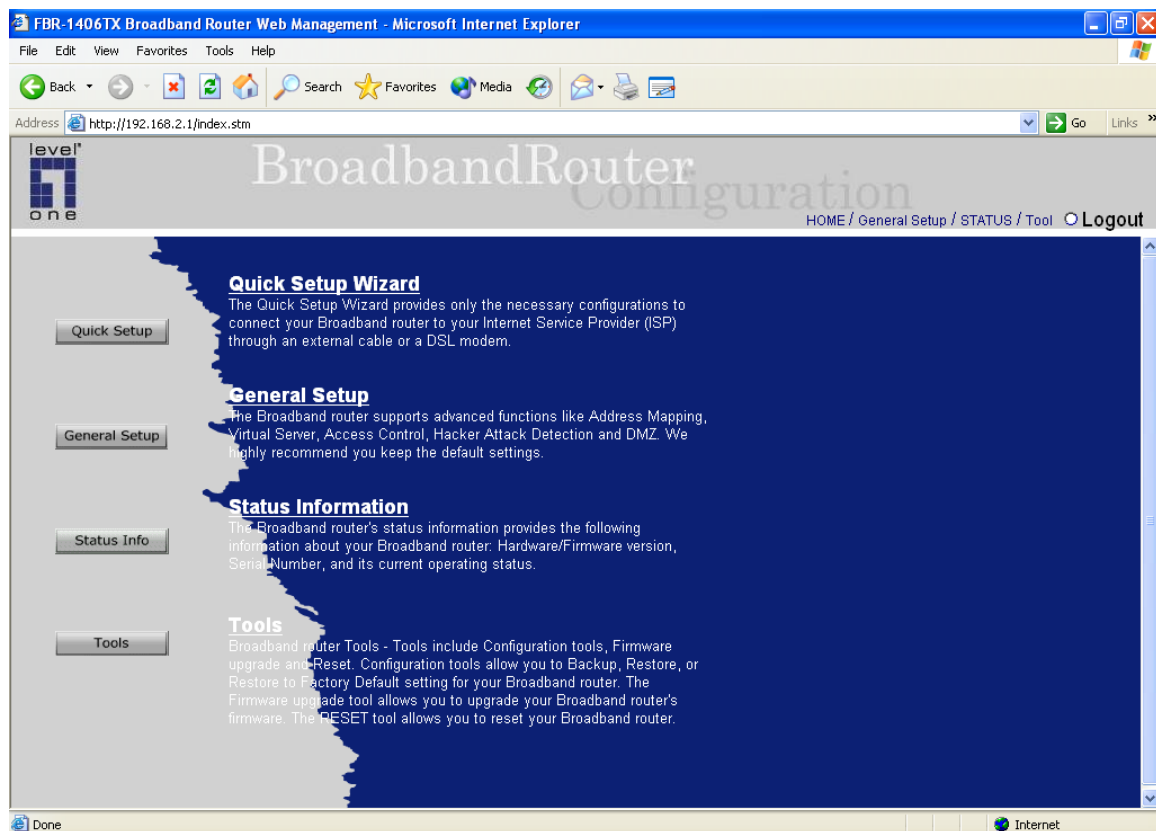 FBR-1406TX Broadband Router Web Management - Microsoft Internet Explorer
File Edit View Favorites Tools Help
Back Search Favorites Media
Address http://192.168.2.1/index.stm Go Links »
level
one
BroadbandRouter
Configuration
HOME / General Setup / STATUS / Tool Logout
Quick Setup
Quick Setup Wizard
The Quick Setup Wizard provides only the necessary configurations to
connect your Broadband router to your Internet Service Provider (ISP)
through an external cable or a DSL modem.
General Setup
General Setup
The Broadband router supports advanced functions like Address Mapping,
Virtual Server, Access Control, Hacker Attack Detection and DMZ. We
highly recommend you keep the default settings.
Status Info
Status Information
The Broadband router's status information provides the following
information about your Broadband router: Hardware/Firmware version,
Serial Number, and its current operating status.
Tools
Tools
Broadband router Tools - Tools include Configuration tools, Firmware
upgrade and Reset. Configuration tools allow you to Backup, Restore, or
Restore to Factory Default setting for your Broadband router. The
Firmware upgrade tool allows you to upgrade your Broadband router's
firmware. The RESET tool allows you to reset your Broadband router.
Done Internet